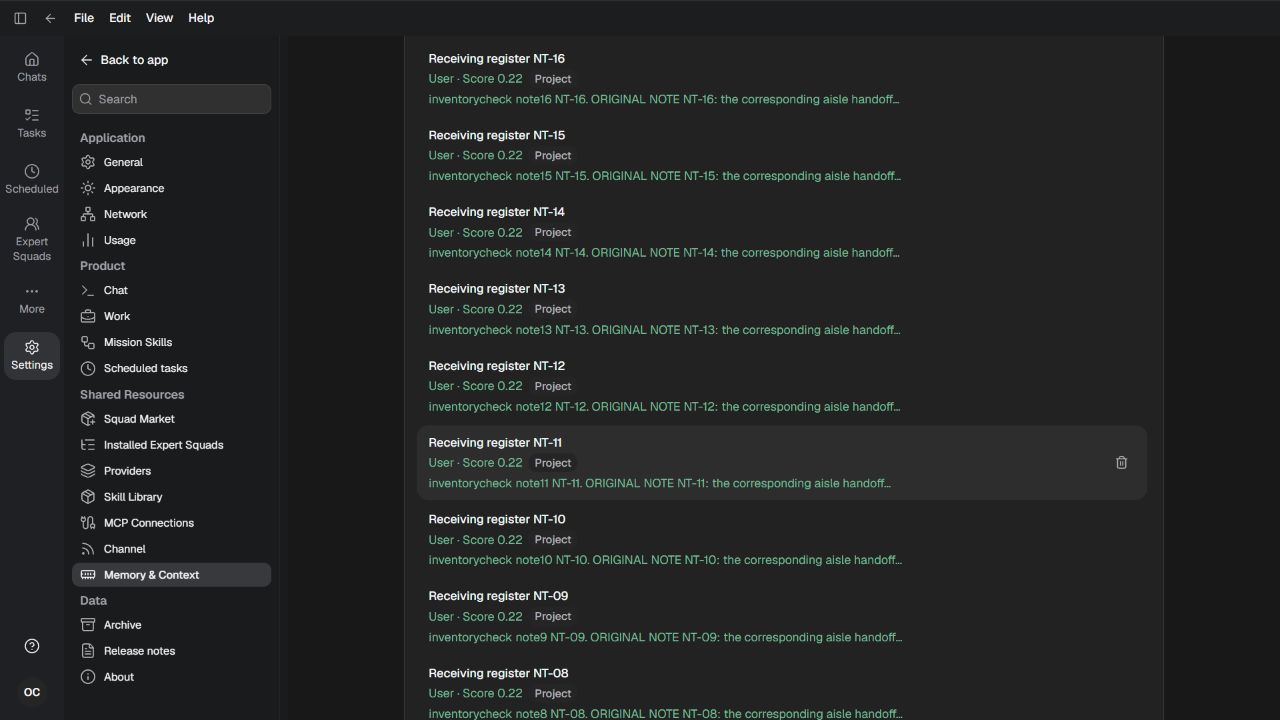 File Edit View Help
Chats
Tasks
Scheduled
Expert
Squads
More
Settings
OC
Back to app
Search
Application
General
Appearance
Network
Usage
Product
Chat
Work
Mission Skills
Scheduled tasks
Shared Resources
Squad Market
Installed Expert Squads
Providers
Skill Library
MCP Connections
Channel
Memory & Context
Data
Archive
Release notes
About
Receiving register NT-16
User · Score 0.22 Project
inventorycheck note16 NT-16. ORIGINAL NOTE NT-16: the corresponding aisle handoff...
Receiving register NT-15
User · Score 0.22 Project
inventorycheck note15 NT-15. ORIGINAL NOTE NT-15: the corresponding aisle handoff...
Receiving register NT-14
User · Score 0.22 Project
inventorycheck note14 NT-14. ORIGINAL NOTE NT-14: the corresponding aisle handoff...
Receiving register NT-13
User · Score 0.22 Project
inventorycheck note13 NT-13. ORIGINAL NOTE NT-13: the corresponding aisle handoff...
Receiving register NT-12
User · Score 0.22 Project
inventorycheck note12 NT-12. ORIGINAL NOTE NT-12: the corresponding aisle handoff...
Receiving register NT-11
User · Score 0.22 Project
inventorycheck note11 NT-11. ORIGINAL NOTE NT-11: the corresponding aisle handoff...
Receiving register NT-10
User · Score 0.22 Project
inventorycheck note10 NT-10. ORIGINAL NOTE NT-10: the corresponding aisle handoff...
Receiving register NT-09
User · Score 0.22 Project
inventorycheck note9 NT-09. ORIGINAL NOTE NT-09: the corresponding aisle handoff...
Receiving register NT-08
User · Score 0.22 Project
inventorycheck note8 NT-08. ORIGINAL NOTE NT-08: the corresponding aisle handoff...